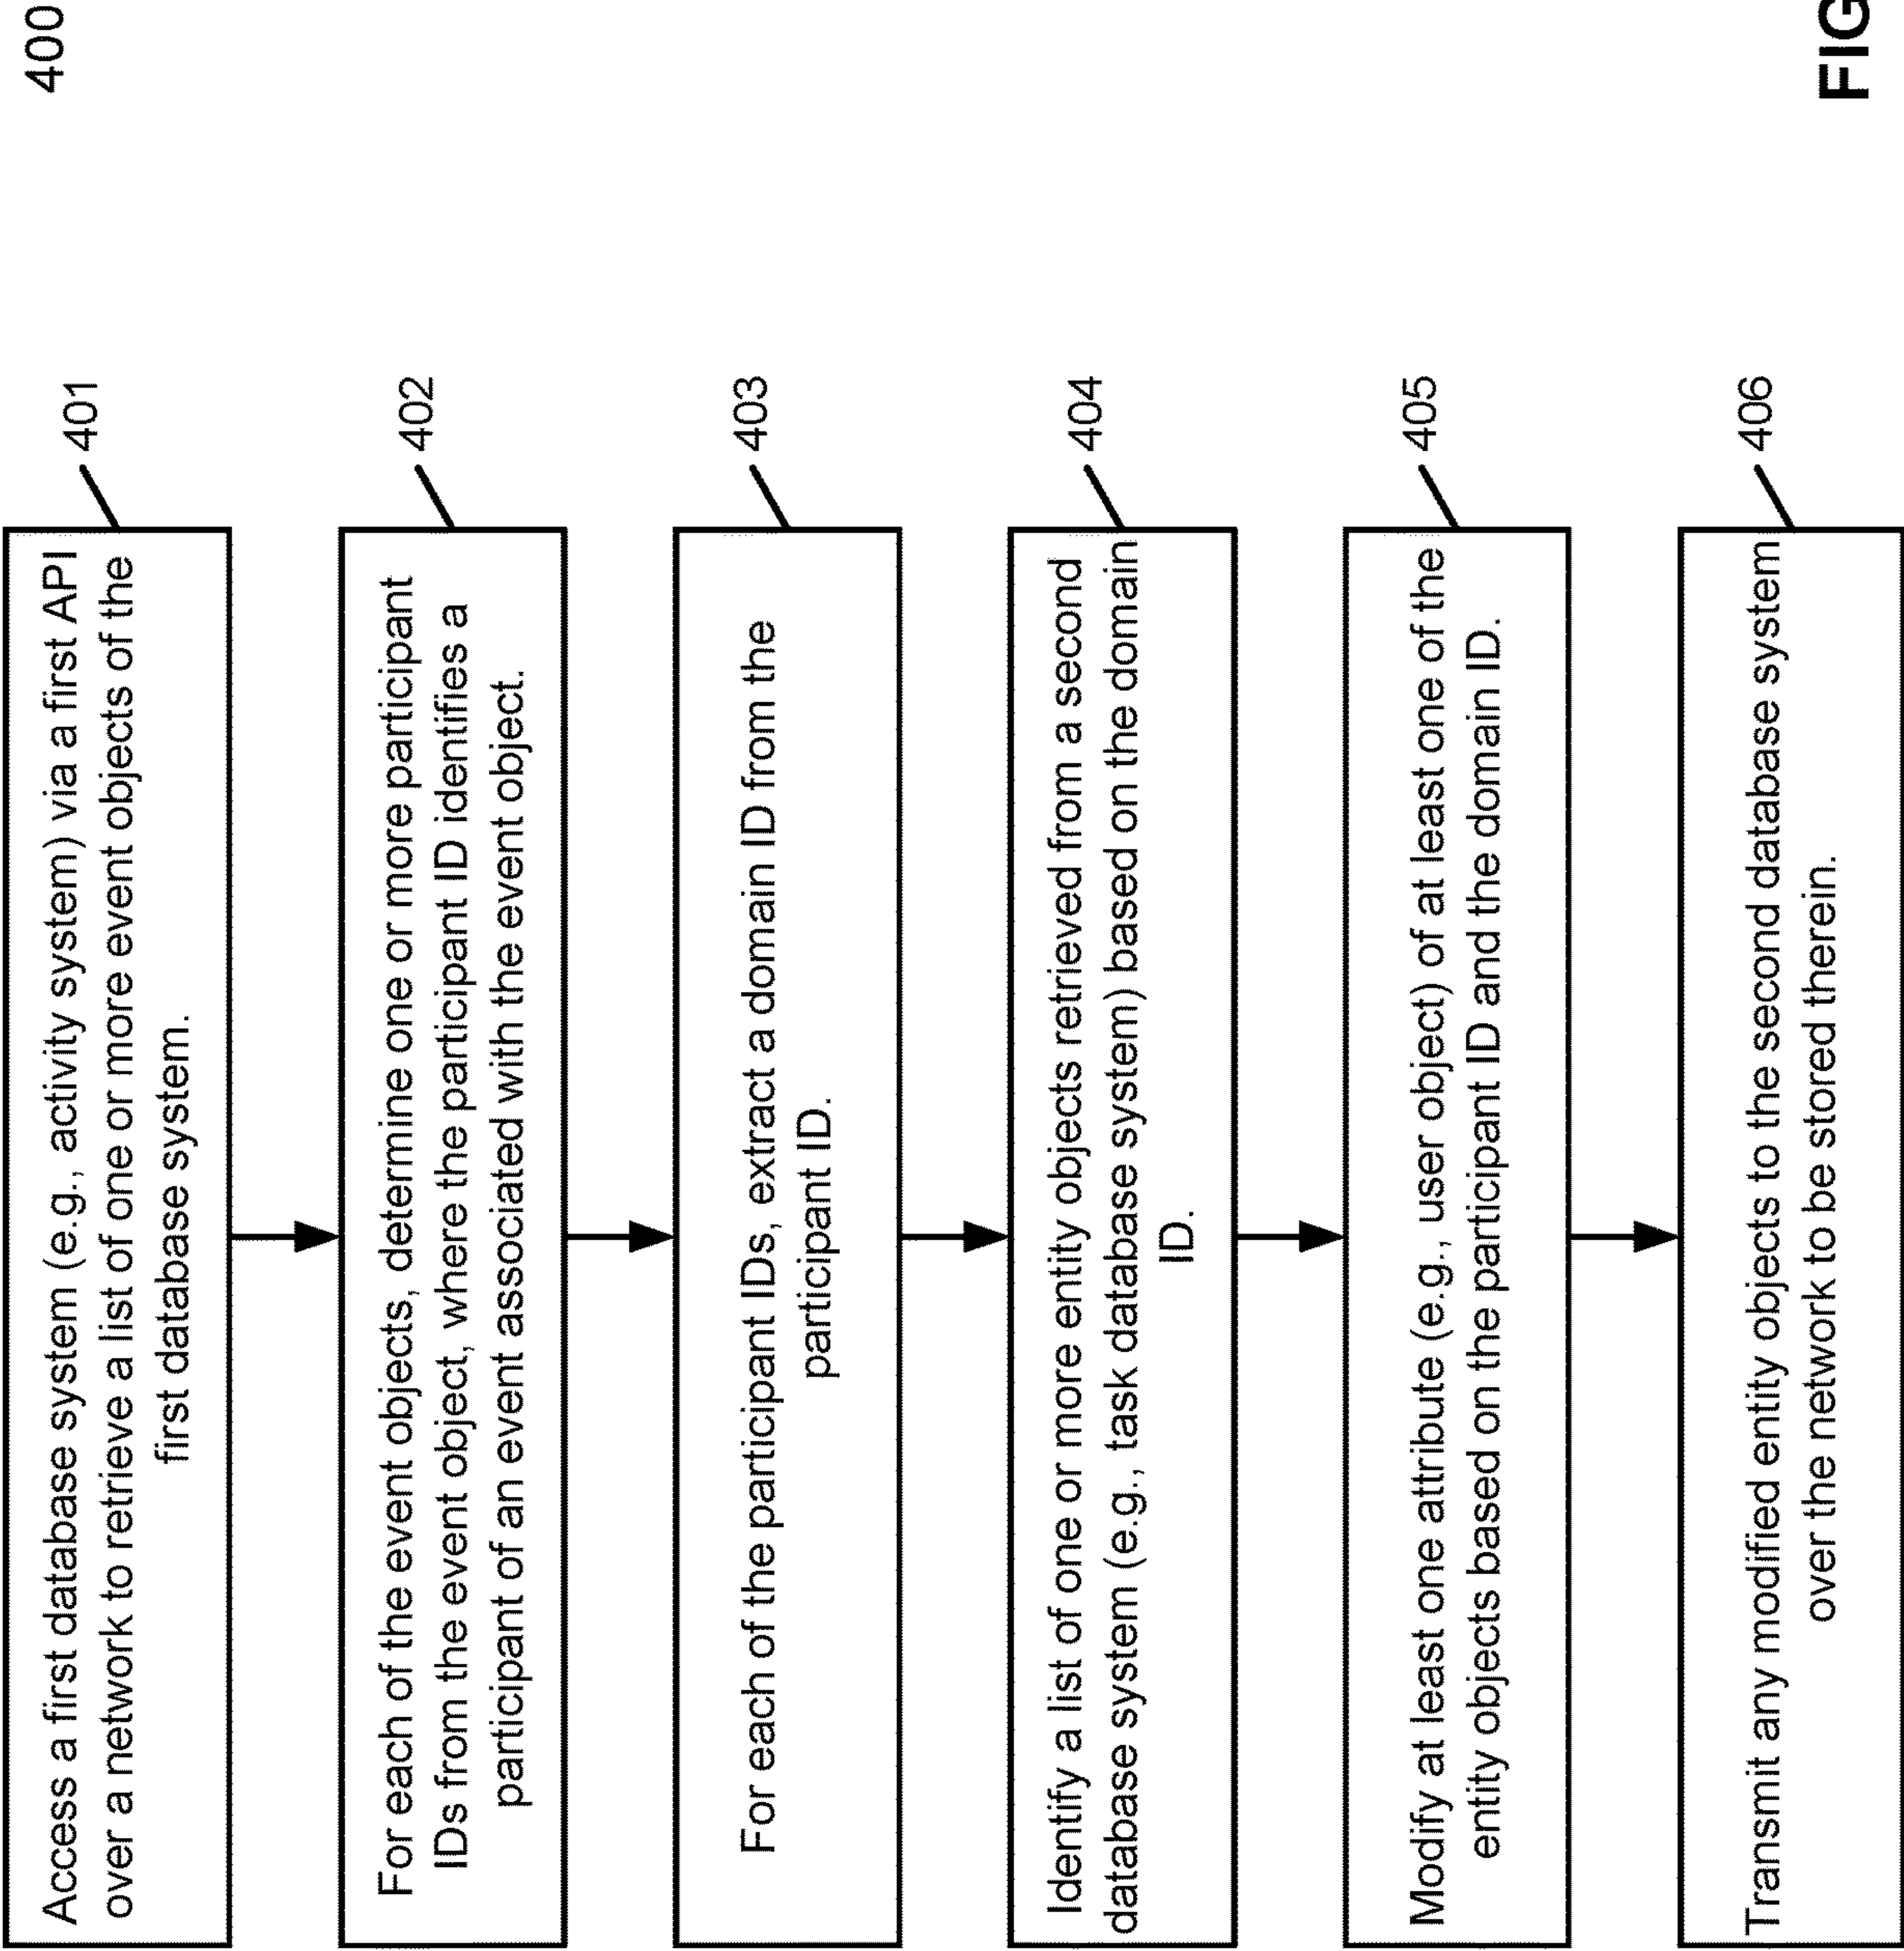 400
Access a first database system (e.g., activity system) via a first API
over a network to retrieve a list of one or more event objects of the
first database system.
401
For each of the event objects, determine one or more participant
IDs from the event object, where the participant ID identifies a
participant of an event associated with the event object.
402
For each of the participant IDs, extract a domain ID from the
participant ID.
403
Identify a list of one or more entity objects retrieved from a second
database system (e.g., task database system) based on the domain
ID.
404
Modify at least one attribute (e.g., user object) of at least one of the
entity objects based on the participant ID and the domain ID.
405
Transmit any modified entity objects to the second database system
over the network to be stored therein.
406
FIG